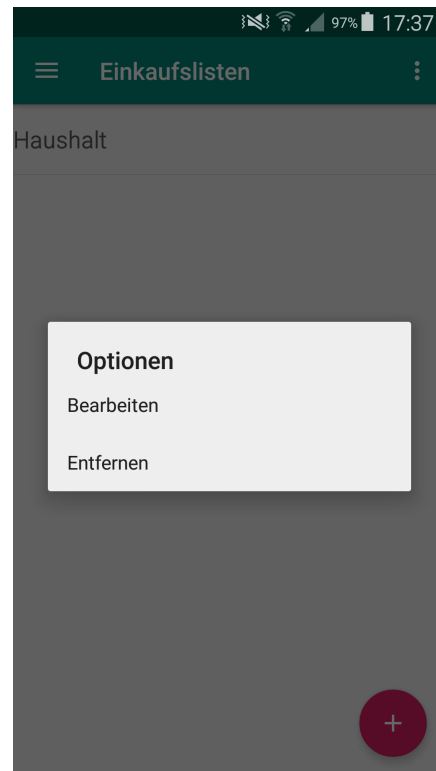 97% 17:37
Einkaufslisten
Haushalt
Optionen
Bearbeiten
Entfernen